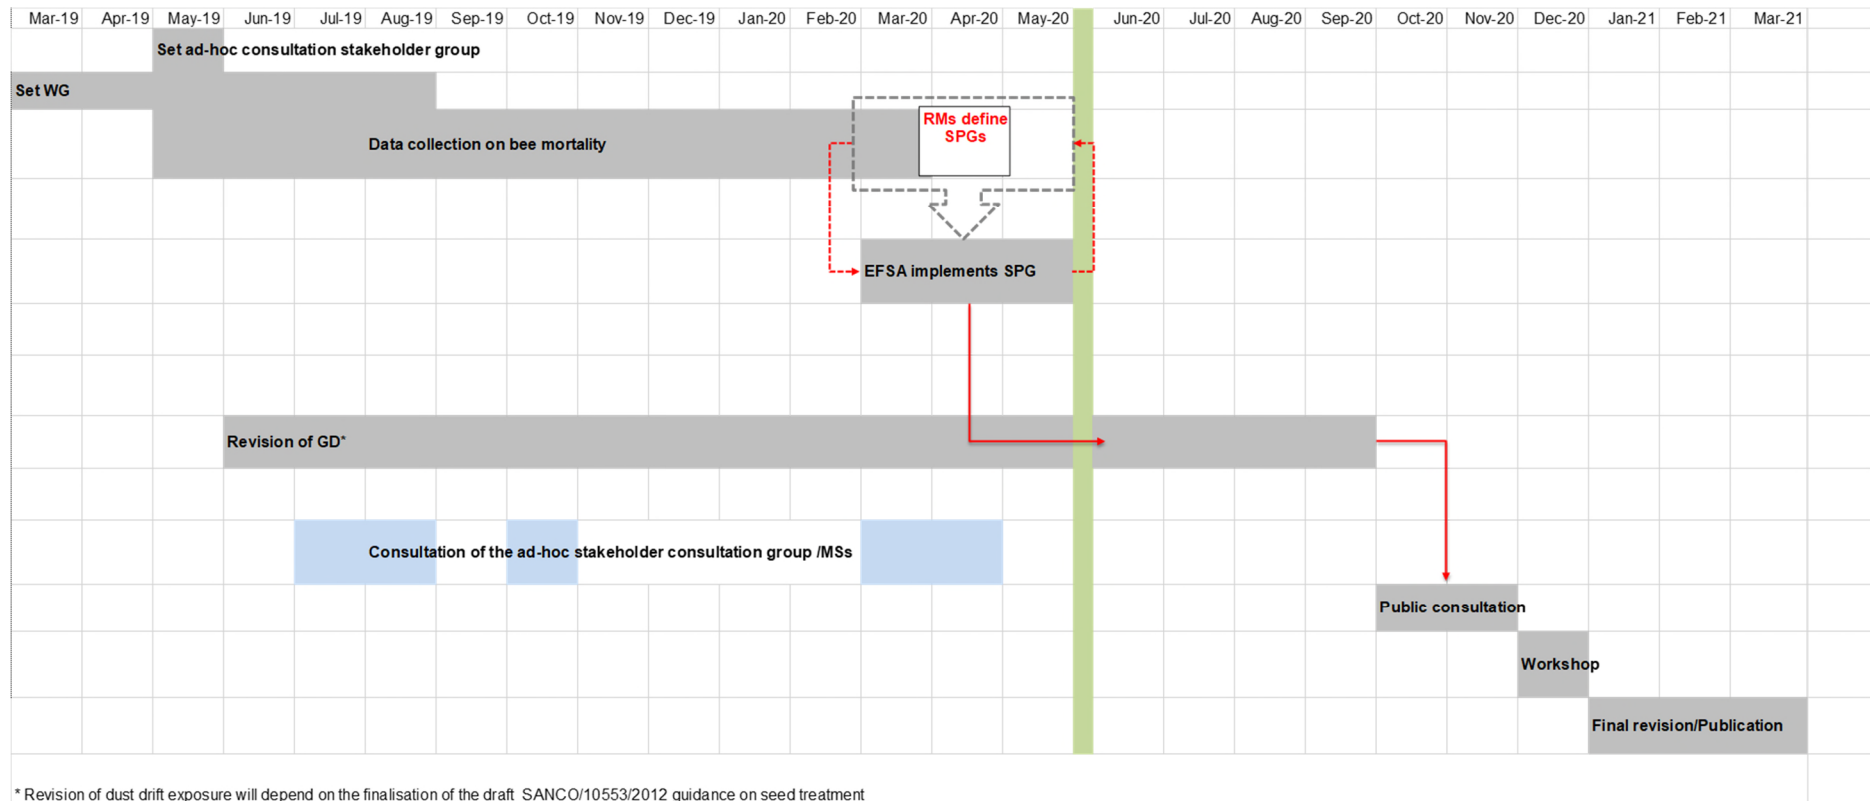 Mar-19 Apr-19 May-19 Jun-19 Jul-19 Aug-19 Sep-19 Oct-19 Nov-19 Dec-19 Jan-20 Feb-20 Mar-20 Apr-20 May-20 Jun-20 Jul-20 Aug-20 Sep-20 Oct-20 Nov-20 Dec-20 Jan-21 Feb-21 Mar-21
Set ad-hoc consultation stakeholder group
Set WG
RMs define
SPGs
Data collection on bee mortality
EFSA implements SPG
Revision of GD*
Consultation of the ad-hoc stakeholder consultation group /MSs
Public consultation
Workshop
Final revision/Publication
* Revision of dust drift exposure will depend on the finalisation of the draft SANCO/10553/2012 guidance on seed treatment